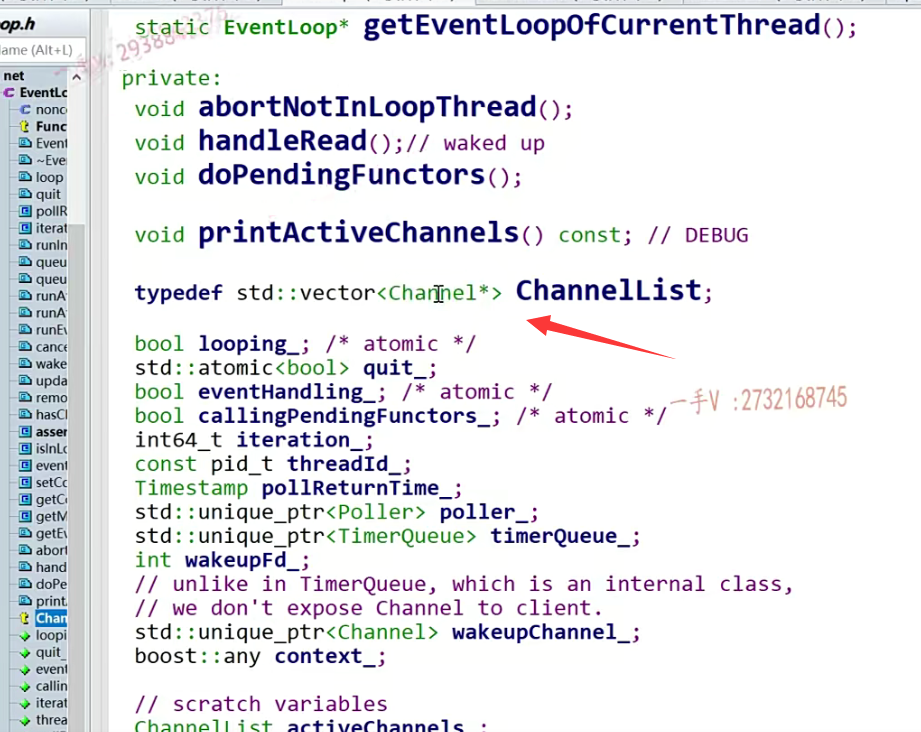 op.h
ame (Alt+L)
net
EventLo
nonc
Func
Event
~Eve
loop
quit
pollR
iterat
runIn
queu
queu
runA
runA
runEv
cance
wake
upda
remo
hasCh
asser
isInLo
event
setCo
getCo
getM
getEv
abort
hand
doPe
print
Chan
loopi
quit_
event
callin
iterat
threa
static EventLoop* getEventLoopOfCurrentThread();
private:
void abortNotInLoopThread();
void handleRead();// waked up
void doPendingFunctors();
void printActiveChannels() const; // DEBUG
typedef std::vector<Channel*> ChannelList;
bool looping_; /* atomic */
std::atomic<bool> quit_;
bool eventHandling_; /* atomic */
bool callingPendingFunctors_; /* atomic */
int64_t iteration_;
const pid_t threadId_;
Timestamp pollReturnTime_;
std::unique_ptr<Poller> poller_;
std::unique_ptr<TimerQueue> timerQueue_;
int wakeupFd_;
// unlike in TimerQueue, which is an internal class,
// we don't expose Channel to client.
std::unique_ptr<Channel> wakeupChannel_;
boost::any context_;
// scratch variables
ChannelList activeChannels_;
一手V :2732168745